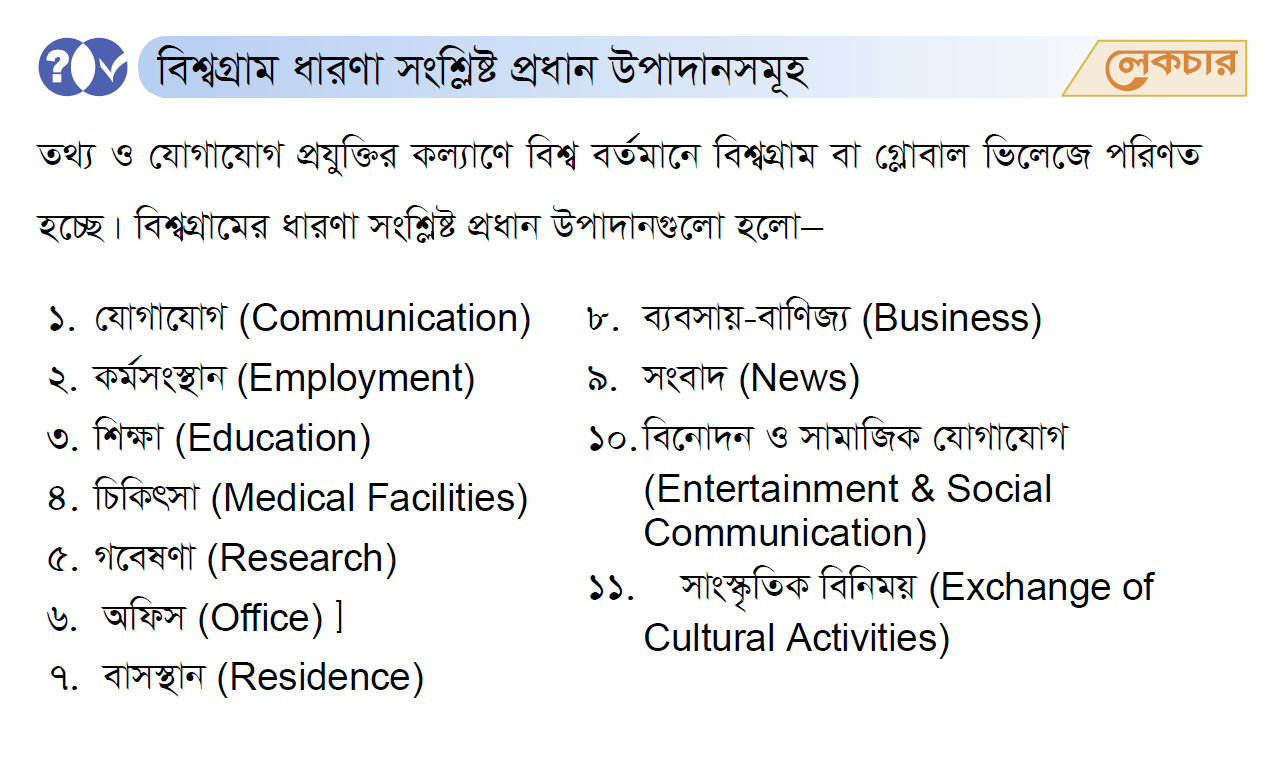 বিশ্বগ্রাম ধারণা সংশ্লিষ্ট প্রধান উপাদানসমূহ
লেকচার
তথ্য ও যোগাযোগ প্রযুক্তির কল্যাণে বিশ্ব বর্তমানে বিশ্বগ্রাম বা গ্লোবাল ভিলেজে পরিণত
হচ্ছে। বিশ্বগ্রামের ধারণা সংশ্লিষ্ট প্রধান উপাদানগুলো হলো–
১. যোগাযোগ (Communication)
২. কর্মসংস্থান (Employment)
৩. শিক্ষা (Education)
৪. চিকিৎসা (Medical Facilities)
৫. গবেষণা (Research)
৬. অফিস (Office) ]
৭. বাসস্থান (Residence)
৮. ব্যবসায়-বাণিজ্য (Business)
৯. সংবাদ (News)
১০. বিনোদন ও সামাজিক যোগাযোগ
(Entertainment & Social
Communication)
১১. সাংস্কৃতিক বিনিময় (Exchange of
Cultural Activities)